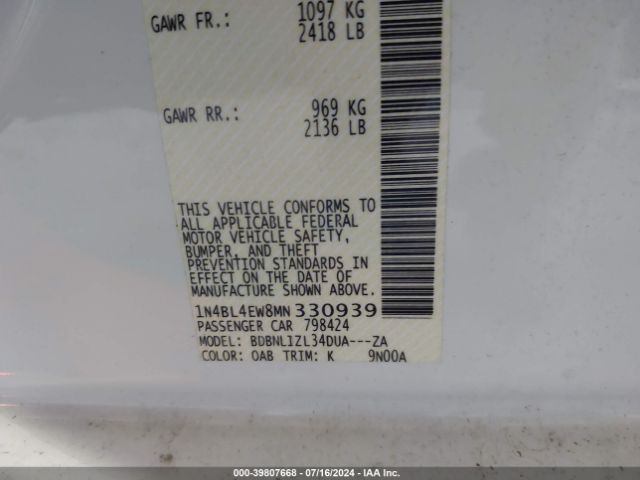 GAWR FR.: 1097 KG
2418 LB
GAWR RR.: 969 KG
2136 LB
THIS VEHICLE CONFORMS TO
ALL APPLICABLE FEDERAL
MOTOR VEHICLE SAFETY,
BUMPER, AND THEFT
PREVENTION STANDARDS IN
EFFECT ON THE DATE OF
MANUFACTURE SHOWN ABOVE.
1N4BL4EW8MN330939
PASSENGER CAR 798424
MODEL: BDBNLIZL34DUA---ZA
COLOR: QAB TRIM: K 9N00A
000-39807668 / 07/16/2024 / IAA Inc.